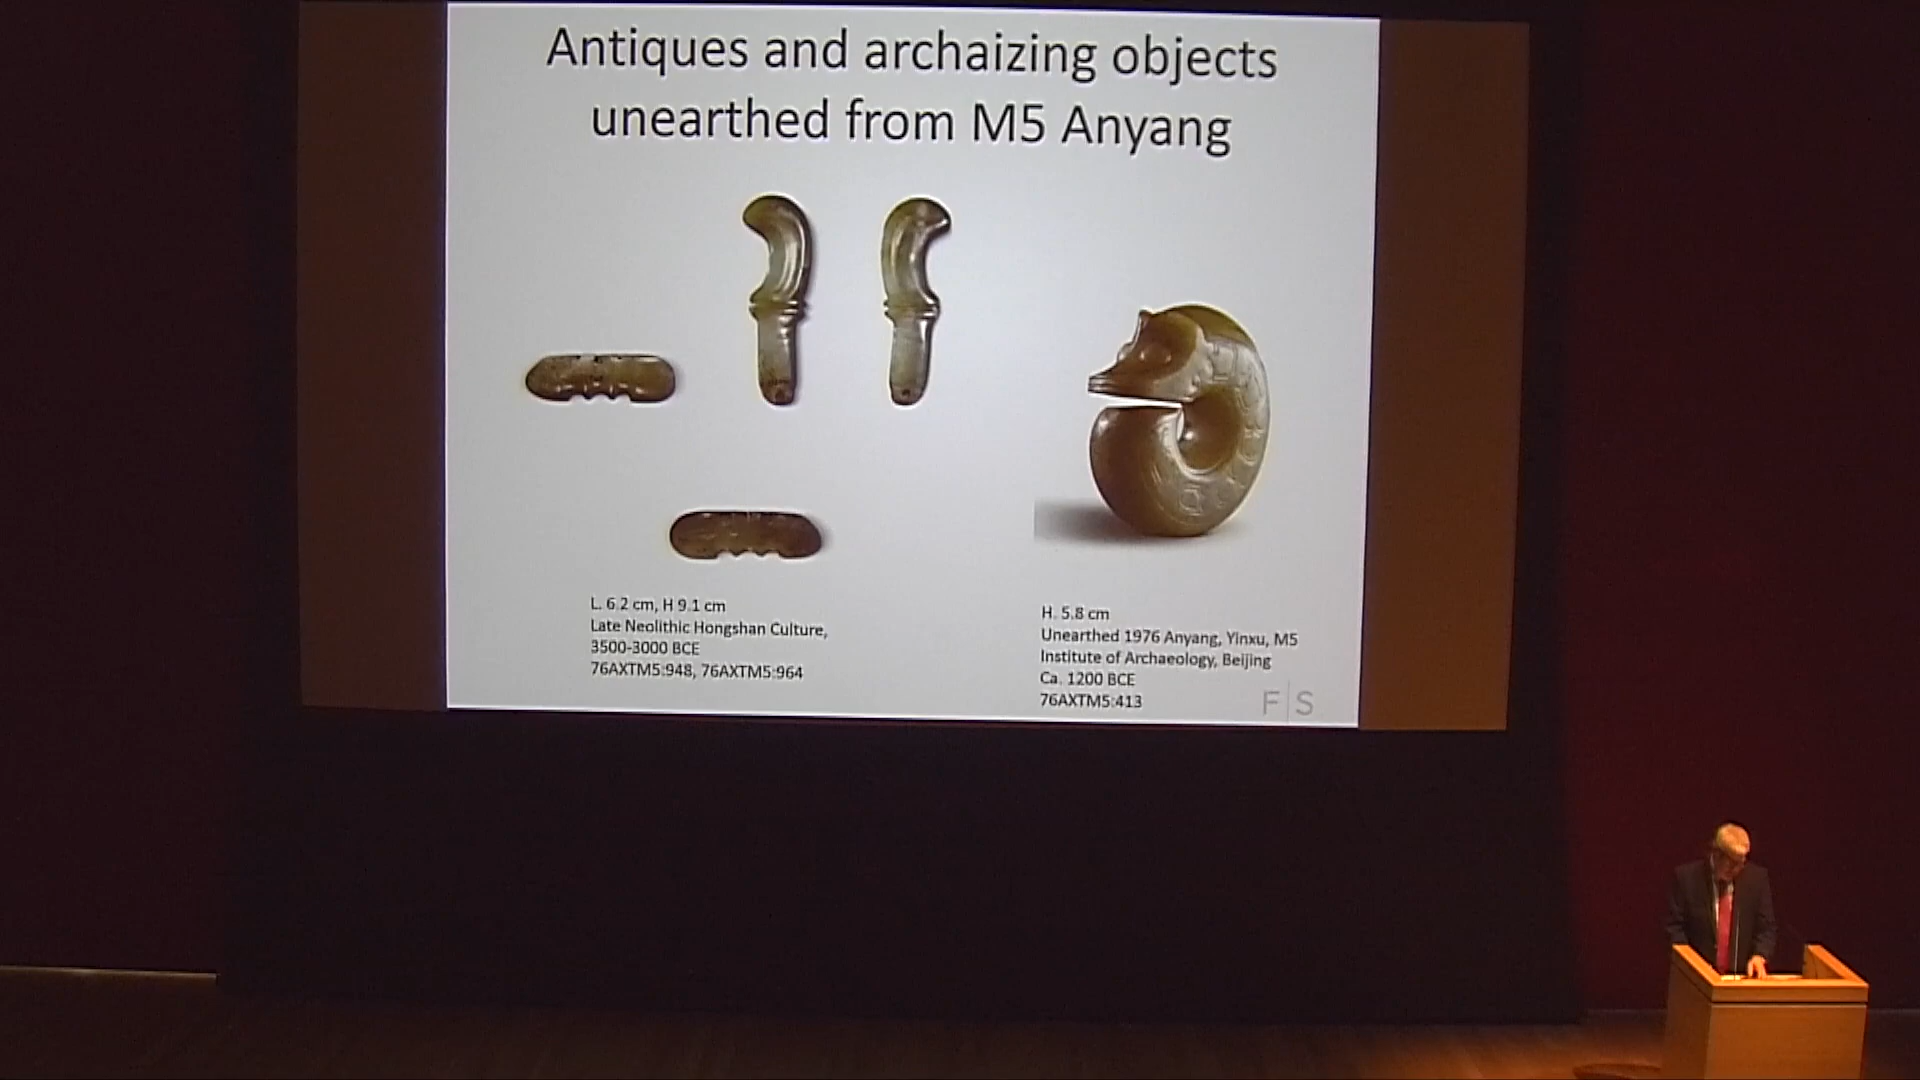 Antiques and archaizing objects
unearthed from M5 Anyang
L. 6.2 cm, H 9.1 cm
Late Neolithic Hongshan Culture,
3500-3000 BCE
76AXTM5:948, 76AXTM5:964
H. 5.8 cm
Unearthed 1976 Anyang, Yinxu, M5
Institute of Archaeology, Beijing
Ca. 1200 BCE
76AXTM5:413
F|S